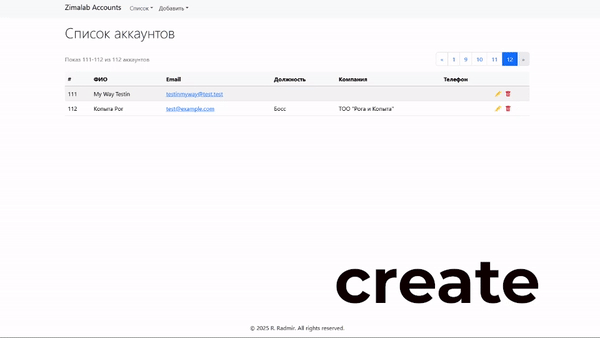 Zimalab Accounts Список Добавить
Список аккаунтов
Показ 111-112 из 112 аккаунтов
« 1 9 10 11 12 »
# ФИО Email Должность Компания Телефон
111 My Way Testin testinmyway@test.test
112 Копыта Рог test@example.com Босс ТОО "Рога и Копыта"
create
© 2025 R. Radmir. All rights reserved.